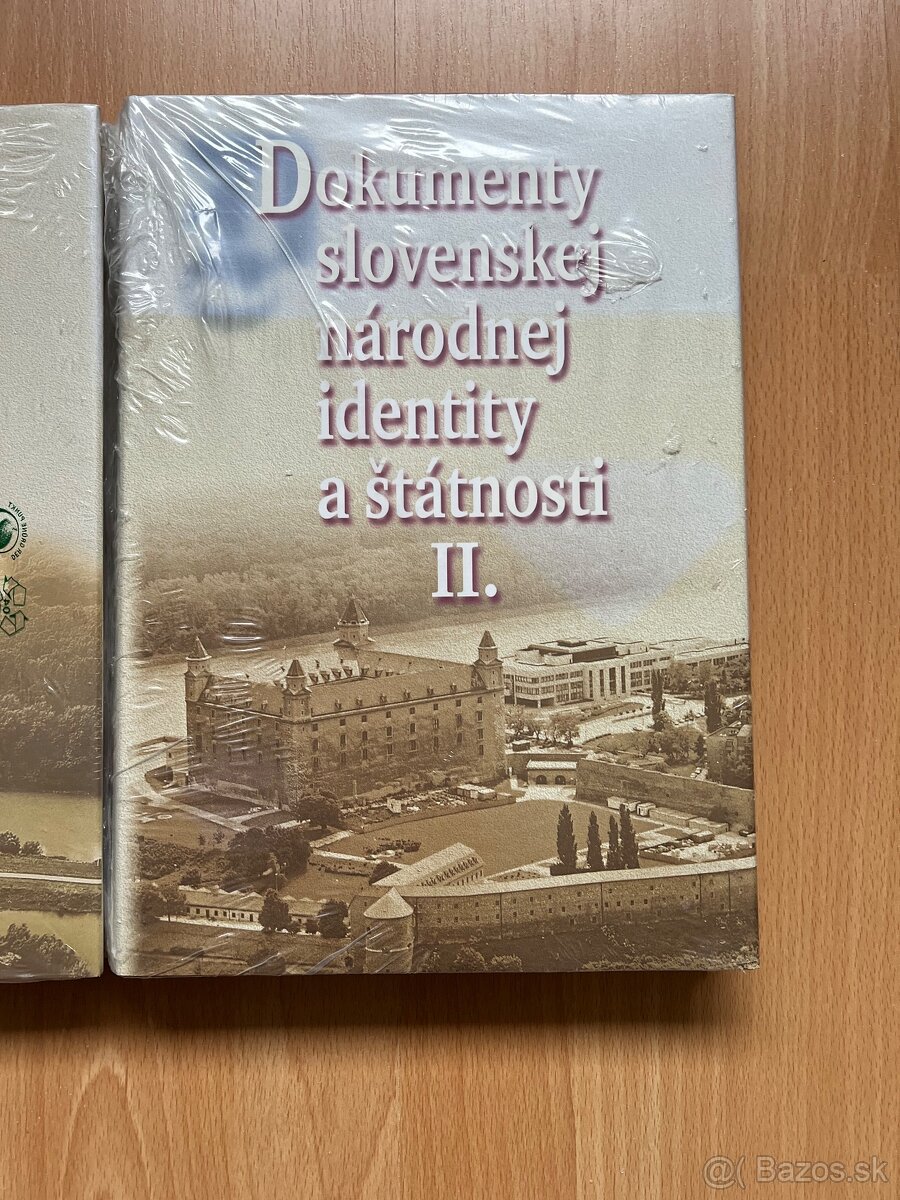 Dokumenty
slovenskej
národnej
identity
a štátnosti
II.
@( Bazos.sk